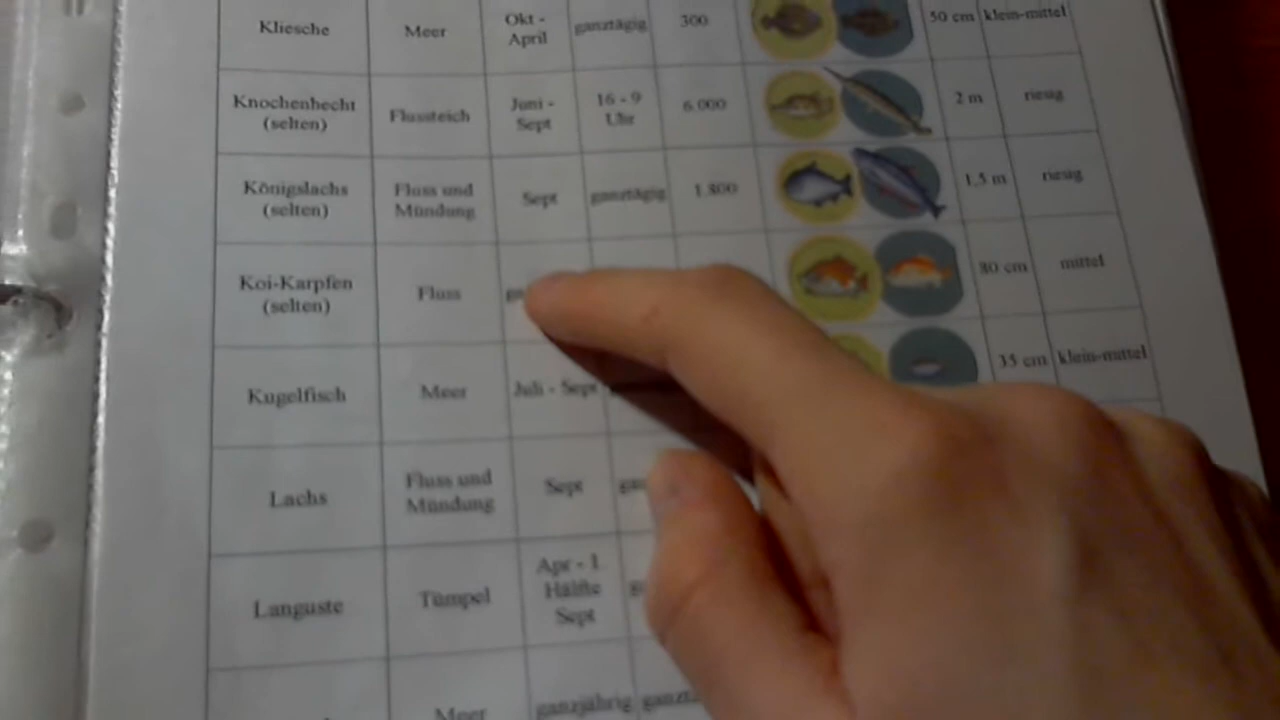 Kliesche Meer Okt - April ganztägig 300 50 cm klein-mittel
Knochenhecht (selten) Flussteich Juni - Sept 16 - 9 Uhr 6.000 2 m riesig
Königslachs (selten) Fluss und Mündung Sept ganztägig 1.800 1,5 m riesig
Koi-Karpfen (selten) Fluss 80 cm mittel
Kugelfisch Meer Juli - Sept 35 cm klein-mittel
Lachs Fluss und Mündung Sept
Languste Tümpel Apr - 1. Hälfte Sept
Meer ganzjährig